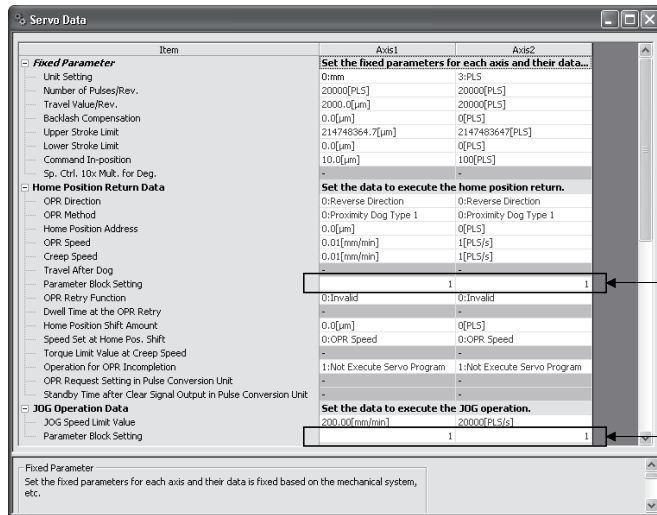 Servo Data
Item Axis1 Axis2
Fixed Parameter Set the fixed parameters for each axis and their data...
Unit Setting 0:mm 3:PLS
Number of Pulses/Rev. 20000[PLS] 20000[PLS]
Travel Value/Rev. 2000.0[µm] 20000[PLS]
Backlash Compensation 0.0[µm] 0[PLS]
Upper Stroke Limit 214748364.7[µm] 2147483647[PLS]
Lower Stroke Limit 0.0[µm] 0[PLS]
Command In-position 10.0[µm] 100[PLS]
Sp. Ctrl. 10x Mult. for Deg. - -
Home Position Return Data Set the data to execute the home position return.
OPR Direction 0:Reverse Direction 0:Reverse Direction
OPR Method 0:Proximity Dog Type 1 0:Proximity Dog Type 1
Home Position Address 0.0[µm] 0[PLS]
OPR Speed 0.01[mm/min] 1[PLS/s]
Creep Speed 0.01[mm/min] 1[PLS/s]
Travel After Dog - -
Parameter Block Setting 1 1
OPR Retry Function 0:Invalid 0:Invalid
Dwell Time at the OPR Retry - -
Home Position Shift Amount 0.0[µm] 0[PLS]
Speed Set at Home Pos. Shift 0:OPR Speed 0:OPR Speed
Torque Limit Value at Creep Speed - -
Operation for OPR Incompletion 1:Not Execute Servo Program 1:Not Execute Servo Program
OPR Request Setting in Pulse Conversion Unit - -
Standby Time after Clear Signal Output in Pulse Conversion Unit - -
JOG Operation Data Set the data to execute the JOG operation.
JOG Speed Limit Value 200.00[mm/min] 20000[PLS/s]
Parameter Block Setting 1 1
Fixed Parameter
Set the fixed parameters for each axis and their data is fixed based on the mechanical system,
etc.